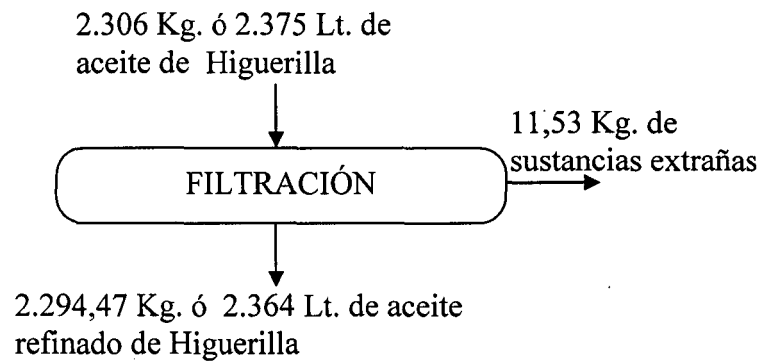 2.306 Kg. ó 2.375 Lt. de
aceite de Higuerilla
11,53 Kg. de
sustancias extrañas
FILTRACIÓN
2.294,47 Kg. ó 2.364 Lt. de aceite
refinado de Higuerilla